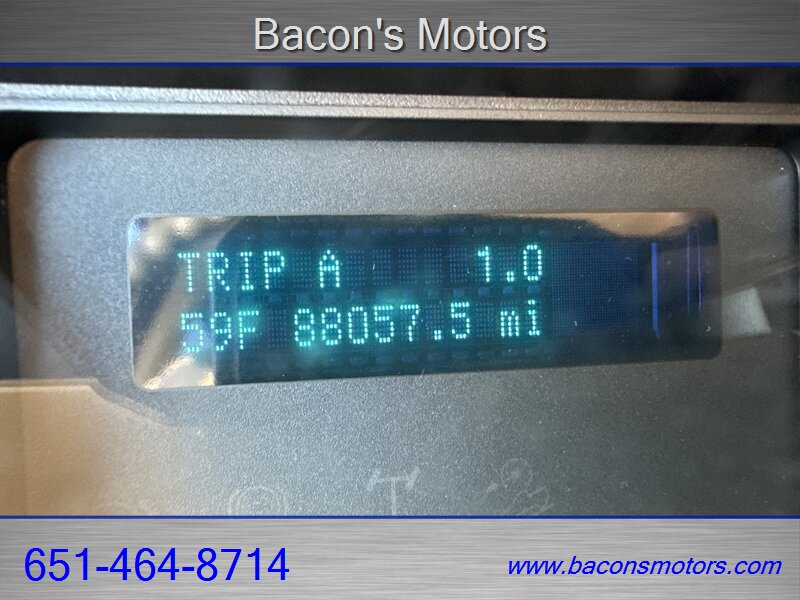 Bacon's Motors
TRIP A 1.0
59F 88057.5 mi
651-464-8714
www.baconsmotors.com